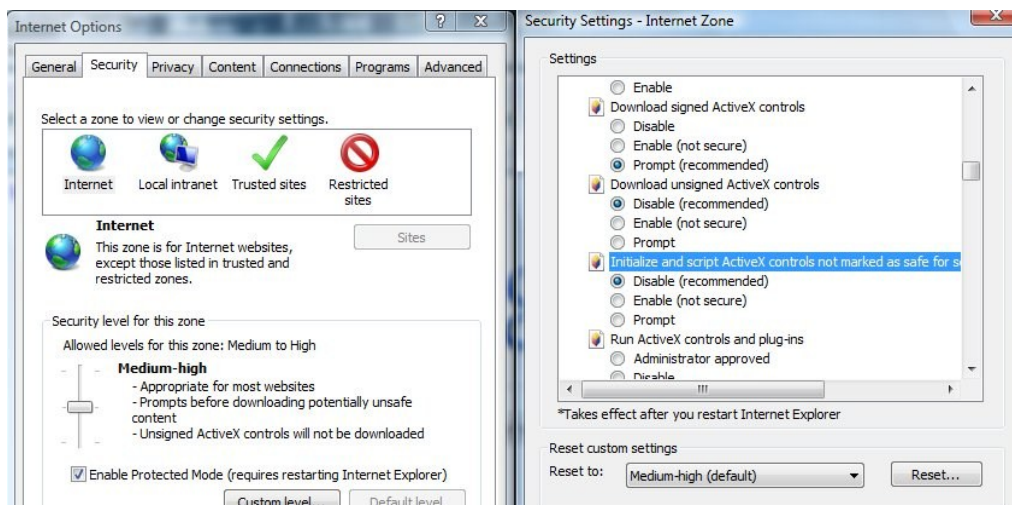 Internet Options
General Security Privacy Content Connections Programs Advanced
Select a zone to view or change security settings.
Internet Local intranet Trusted sites Restricted
sites
Internet
This zone is for Internet websites,
except those listed in trusted and
restricted zones.
Sites
Security level for this zone
Allowed levels for this zone: Medium to High
Medium-high
- Appropriate for most websites
- Prompts before downloading potentially unsafe
content
- Unsigned ActiveX controls will not be downloaded
Enable Protected Mode (requires restarting Internet Explorer)
Custom level... Default level
Security Settings - Internet Zone
Settings
Enable
Download signed ActiveX controls
Disable
Enable (not secure)
Prompt (recommended)
Download unsigned ActiveX controls
Disable (recommended)
Enable (not secure)
Prompt
Initialize and script ActiveX controls not marked as safe for
Disable (recommended)
Enable (not secure)
Prompt
Run ActiveX controls and plug-ins
Administrator approved
Disable
*Takes effect after you restart Internet Explorer
Reset custom settings
Reset to: Medium-high (default) Reset...